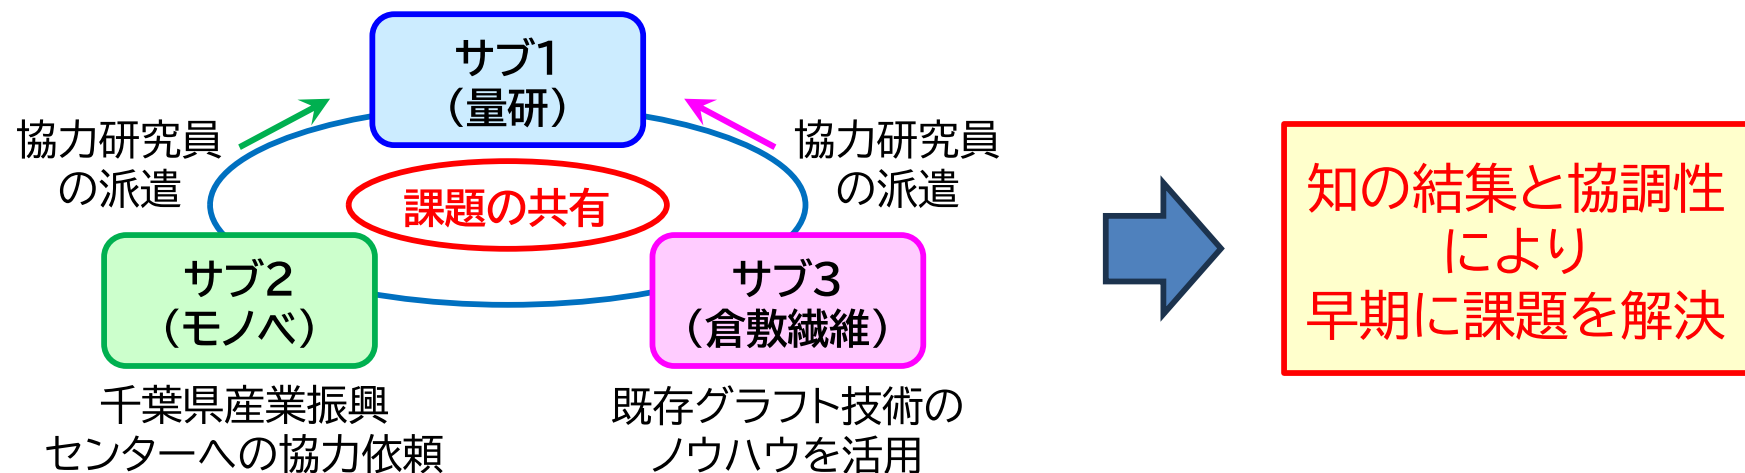 サブ1
（量研）
協力研究員
の派遣
協力研究員
の派遣
課題の共有
サブ2
（モノベ）
サブ3
（倉敷繊維）
千葉県産業振興
センターへの協力依頼
既存グラフト技術の
ノウハウを活用
知の結集と協調性
により
早期に課題を解決